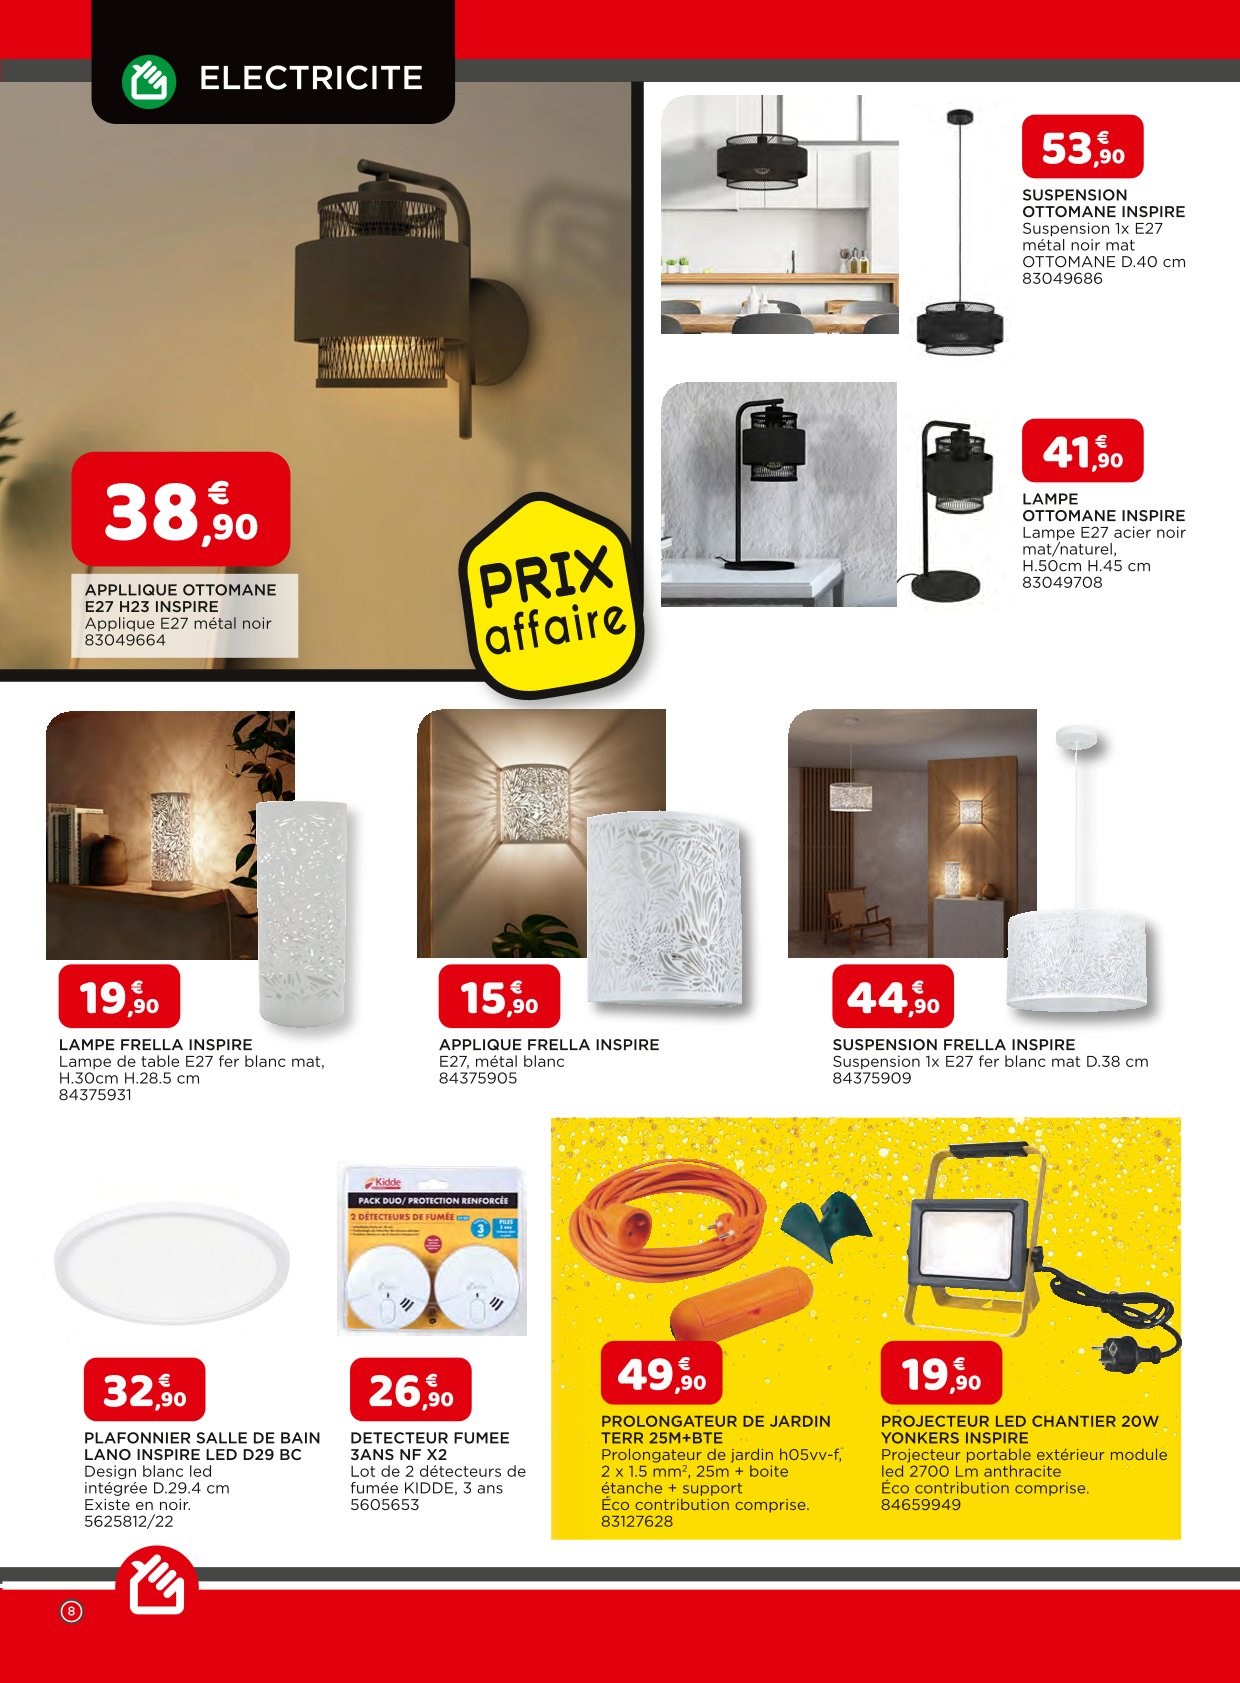 ELECTRICITE
38,€90
APPLLIQUE OTTOMANE
E27 H23 INSPIRE
Applique E27 métal noir
83049664
PRIX
affaire
53,€90
SUSPENSION
OTTOMANE INSPIRE
Suspension 1x E27
métal noir mat
OTTOMANE D.40 cm
83049686
41,€90
LAMPE
OTTOMANE INSPIRE
Lampe E27 acier noir
mat/naturel,
H.50cm H.45 cm
83049708
19,€90
LAMPE FRELLA INSPIRE
Lampe de table E27 fer blanc mat,
H.30cm H.28.5 cm
84375931
15,€90
APPLIQUE FRELLA INSPIRE
E27, métal blanc
84375905
44,€90
SUSPENSION FRELLA INSPIRE
Suspension 1x E27 fer blanc mat D.38 cm
84375909
32,€90
PLAFONNIER SALLE DE BAIN
LANO INSPIRE LED D29 BC
Design blanc led
intégrée D.29.4 cm
Existe en noir.
5625812/22
Kidde
PACK DUO/ PROTECTION RENFORCÉE
2 DÉTECTEURS DE FUMÉE
3
PILES
26,€90
DETECTEUR FUMEE
3ANS NF X2
Lot de 2 détecteurs de
fumée KIDDE, 3 ans
5605653
49,€90
PROLONGATEUR DE JARDIN
TERR 25M+BTE
Prolongateur de jardin h05vv-f,
2 x 1.5 mm², 25m + boite
étanche + support
Éco contribution comprise.
83127628
19,€90
PROJECTEUR LED CHANTIER 20W
YONKERS INSPIRE
Projecteur portable extérieur module
led 2700 Lm anthracite
Éco contribution comprise.
84659949
8